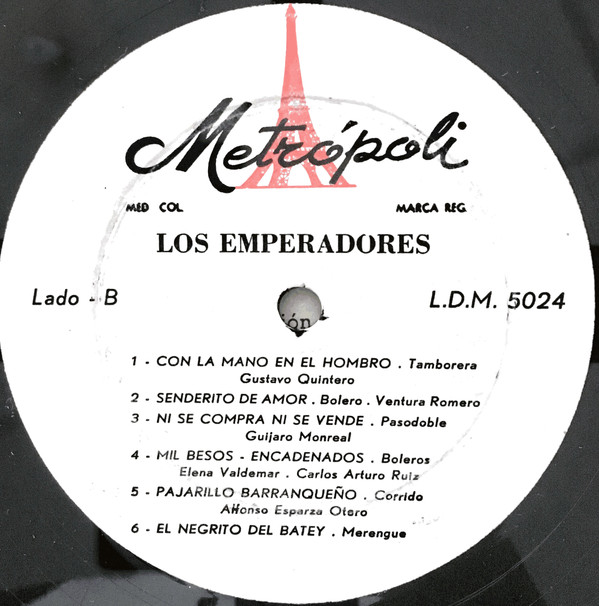 Metrópoli
MED COL. MARCA REG.
LOS EMPERADORES
Lado - B L.D.M. 5024
ión
1 - CON LA MANO EN EL HOMBRO . Tamborera
Gustavo Quintero
2 - SENDERITO DE AMOR . Bolero . Ventura Romero
3 - NI SE COMPRA NI SE VENDE . Pasodoble
Guijaro Monreal
4 - MIL BESOS - ENCADENADOS . Boleros
Elena Valdemar . Carlos Arturo Ruiz
5 - PAJARILLO BARRANQUEÑO . Corrido
Alfonso Esparza Otero
6 - EL NEGRITO DEL BATEY . Merengue